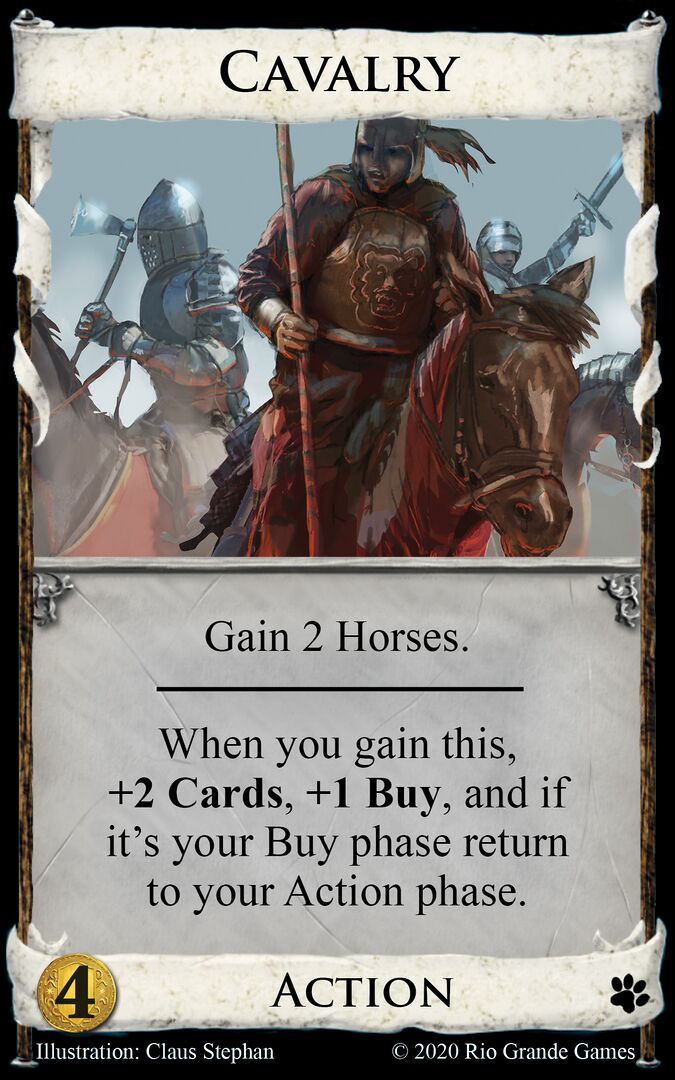 CAVALRY
Gain 2 Horses.
When you gain this,
+2 Cards, +1 Buy, and if
it's your Buy phase return
to your Action phase.
4
ACTION
Illustration: Claus Stephan
© 2020 Rio Grande Games